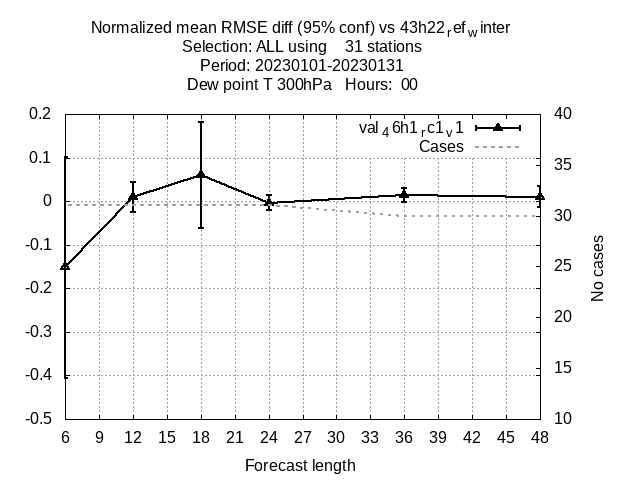 Normalized mean RMSE diff (95% conf) vs 43h22refwinter
Selection: ALL using 31 stations
Period: 20230101-20230131
Dew point T 300hPa Hours: 00
0.2
0.1
0
-0.1
-0.2
-0.3
-0.4
-0.5
val46h1rc1v1
Cases
40
35
30
25
20
15
10
No cases
6 9 12 15 18 21 24 27 30 33 36 39 42 45 48
Forecast length